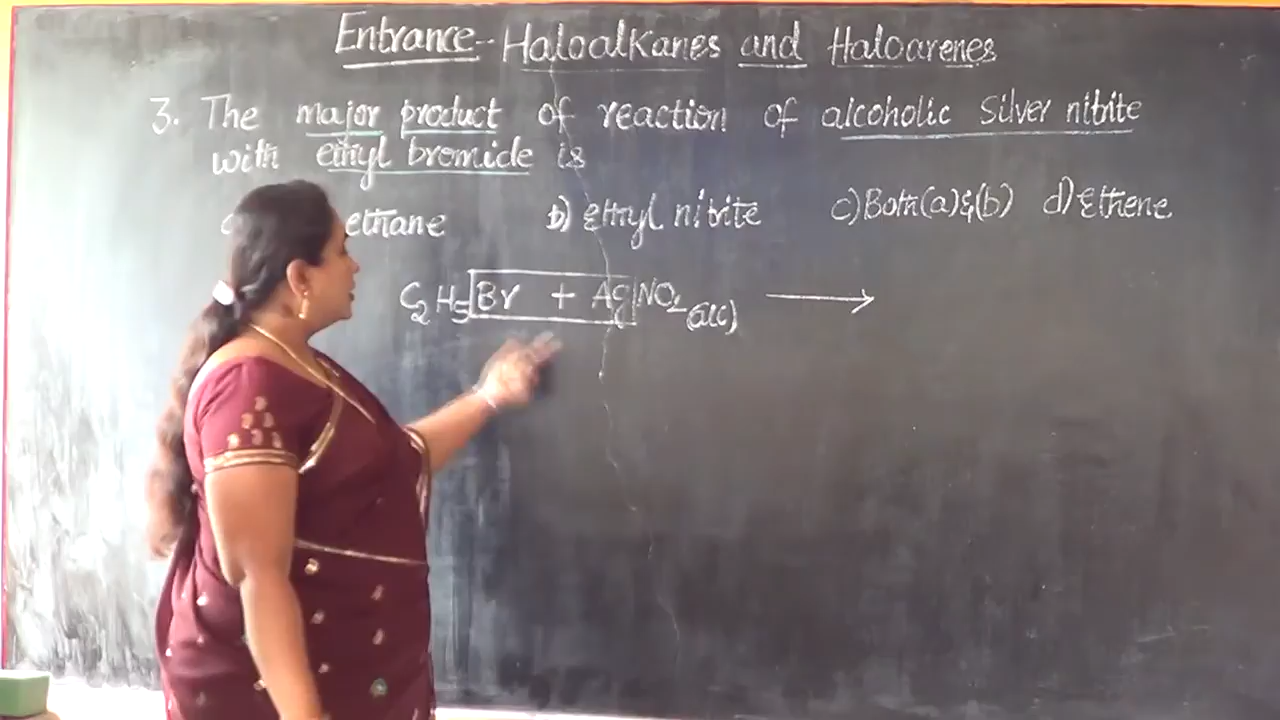 Entrance-- Haloalkanes and Haloarenes
3. The major product of reaction of alcoholic Silver nitrite
with ethyl bromide is
ethane b) Ethyl nitrite c) Both (a) & (b) d) Ethene
C2H5Br + AgNO2 (alc) →